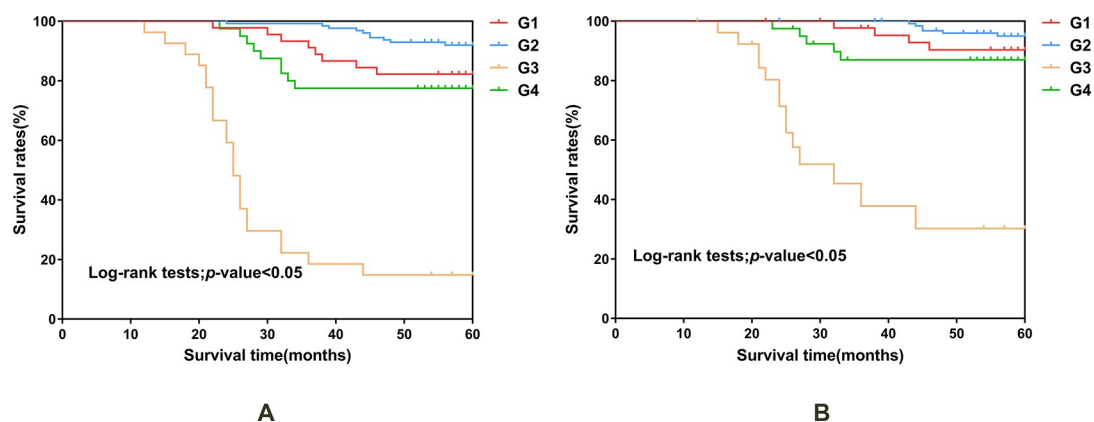 100
80
60
40
20
0
Survival rates(%)
Log-rank tests;p-value<0.05
0 10 20 30 40 50 60
Survival time(months)
G1
G2
G3
G4
A
100
80
60
40
20
0
Survival rates(%)
Log-rank tests;p-value<0.05
0 10 20 30 40 50 60
Survival time(months)
G1
G2
G3
G4
B